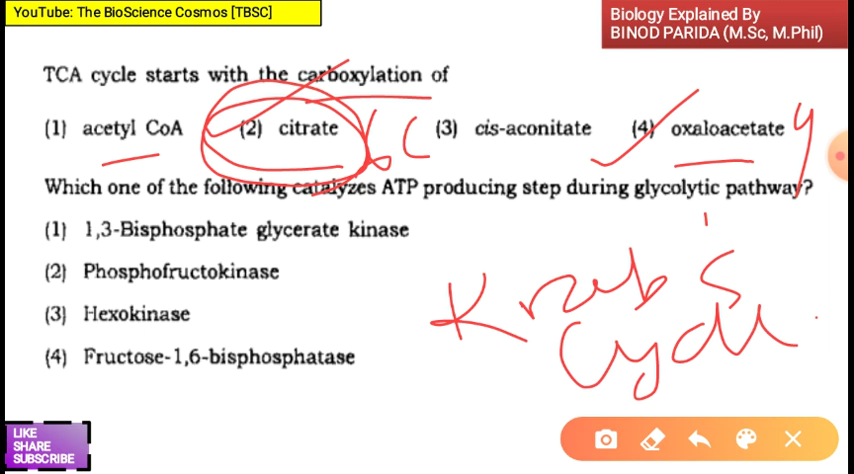 YouTube: The BioScience Cosmos [TBSC]
Biology Explained By
BINOD PARIDA (M.Sc, M.Phil)
TCA cycle starts with the carboxylation of
(1) acetyl CoA (2) citrate 6C (3) cis-aconitate (4) oxaloacetate 4
Which one of the following catalyzes ATP producing step during glycolytic pathway?
(1) 1,3-Bisphosphate glycerate kinase
(2) Phosphofructokinase
(3) Hexokinase
(4) Fructose-1,6-bisphosphatase
Kreb's
Cycle
LIKE
SHARE
SUBSCRIBE